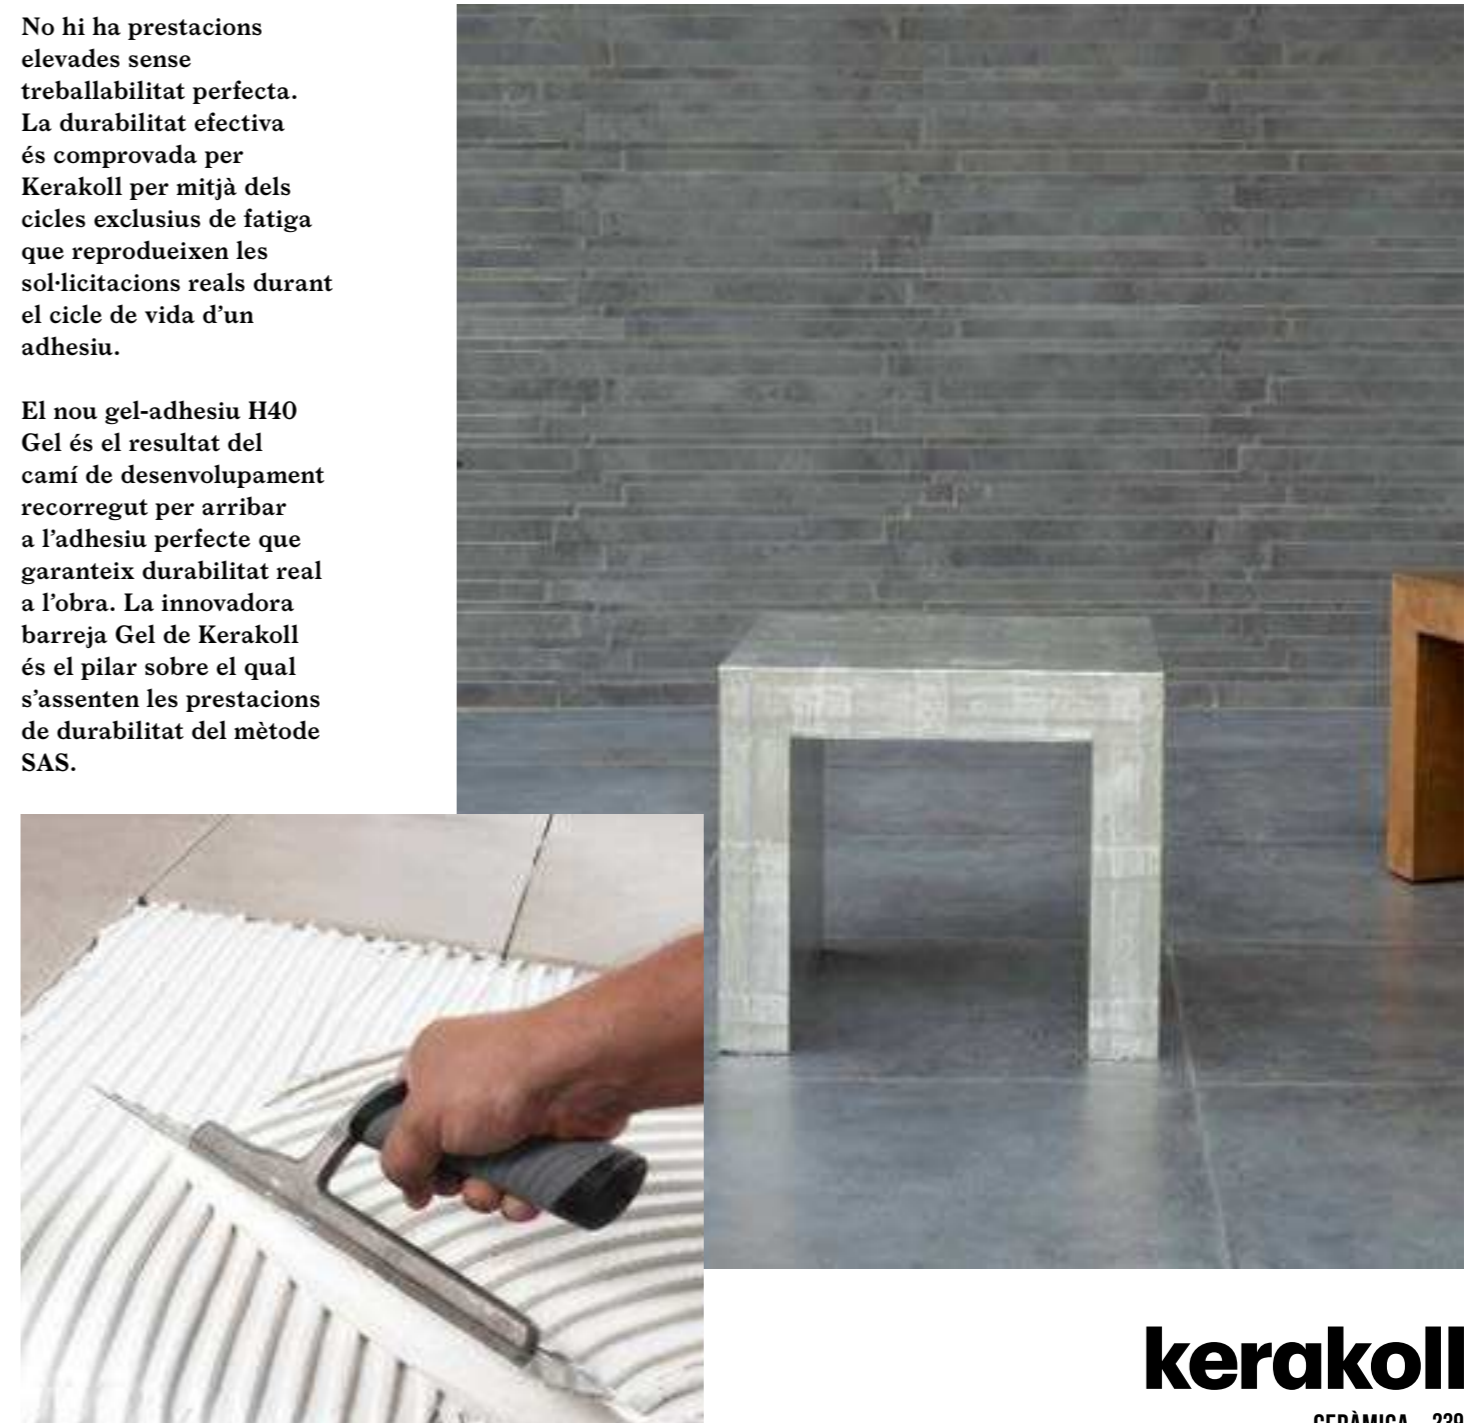 No hi ha prestacions
elevades sense
treballabilitat perfecta.
La durabilitat efectiva
és comprovada per
Kerakoll per mitjà dels
cicles exclusius de fatiga
que reprodueixen les
sol·licitacions reals durant
el cicle de vida d’un
adhesiu.
El nou gel-adhesiu H40
Gel és el resultat del
camí de desenvolupament
recorregut per arribar
a l’adhesiu perfecte que
garanteix durabilitat real
a l’obra. La innovadora
barreja Gel de Kerakoll
és el pilar sobre el qual
s’assenten les prestacions
de durabilitat del mètode
SAS.
kerakoll
CERÀMICA